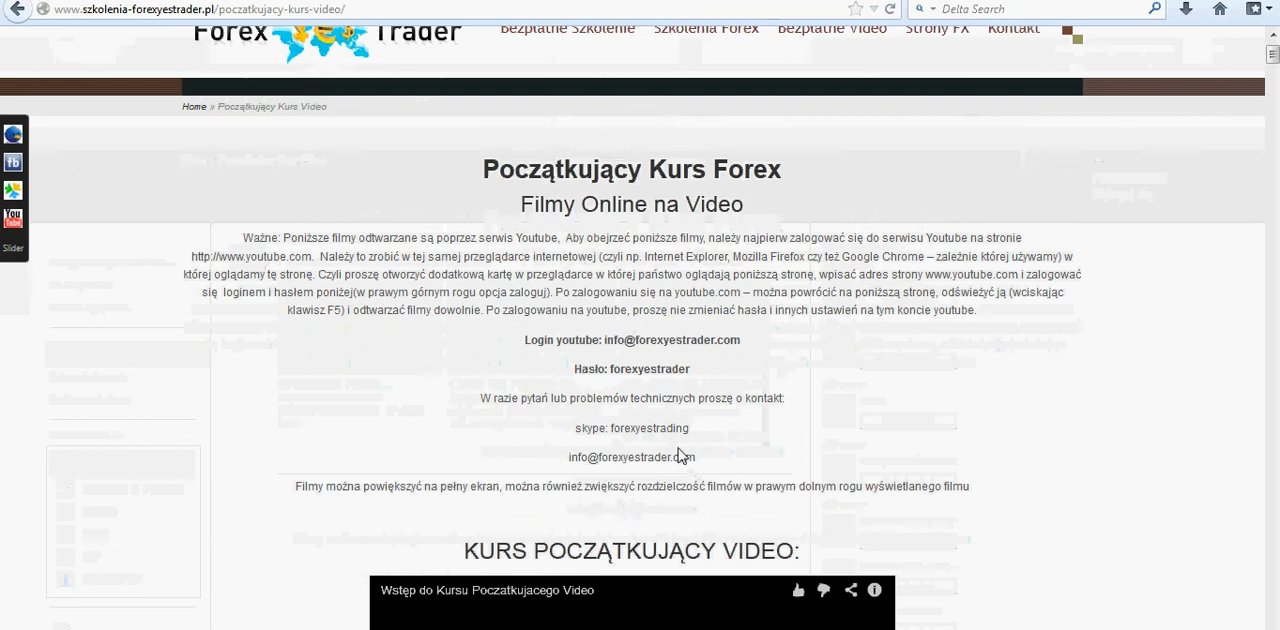 www.szkolenia-forexyestrader.pl/poczatkujacy-kurs-video/
Delta Search
Forex Trader
Bezpłatne Szkolenie Szkolenia Forex Bezpłatne Video Strony FX Kontakt
Home » Początkujący Kurs Video
Początkujący Kurs Forex
Filmy Online na Video
Ważne: Poniższe filmy odtwarzane są poprzez serwis Youtube, Aby obejrzeć poniższe filmy, należy najpierw zalogować się do serwisu Youtube na stronie
http://www.youtube.com. Należy to zrobić w tej samej przeglądarce internetowej (czyli np. Internet Explorer, Mozilla Firefox czy też Google Chrome – zależnie której używamy) w
której oglądamy tę stronę. Czyli proszę otworzyć dodatkową kartę w przeglądarce w której państwo oglądają poniższą stronę, wpisać adres strony www.youtube.com i zalogować
się loginem i hasłem poniżej(w prawym górnym rogu opcja zaloguj). Po zalogowaniu się na youtube.com – można powrócić na poniższą stronę, odświeżyć ją (wciskając
klawisz F5) i odtwarzać filmy dowolnie. Po zalogowaniu na youtube, proszę nie zmieniać hasła i innych ustawień na tym koncie youtube.
Login youtube: info@forexyestrader.com
Hasło: forexyestrader
W razie pytań lub problemów technicznych proszę o kontakt:
skype: forexyestrading
info@forexyestrader.com
Filmy można powiększyć na pełny ekran, można również zwiększyć rozdzielczość filmów w prawym dolnym rogu wyświetlanego filmu
KURS POCZĄTKUJĄCY VIDEO:
Wstęp do Kursu Poczatkujacego Video
fb
You Tube
Slider